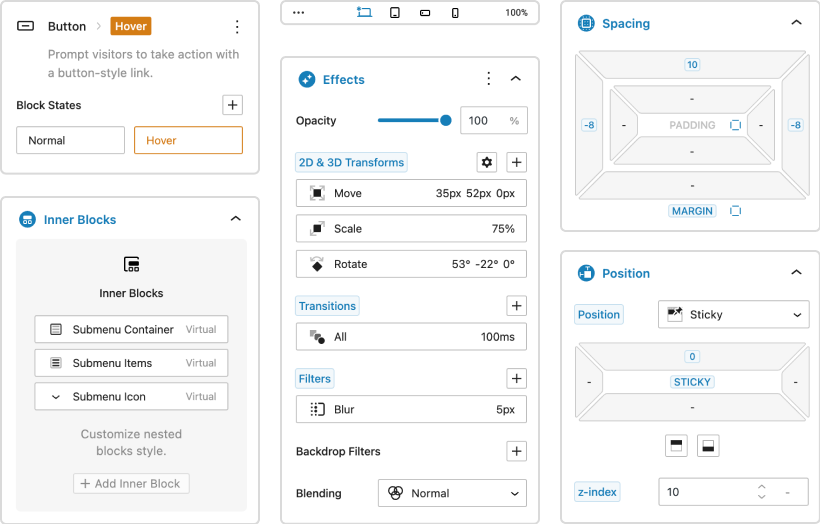 Button > Hover
Prompt visitors to take action with
a button-style link.
Block States
Normal
Hover
Inner Blocks
Inner Blocks
Submenu Container Virtual
Submenu Items Virtual
Submenu Icon Virtual
Customize nested
blocks style.
+ Add Inner Block
100%
Effects
Opacity 100 %
2D & 3D Transforms
Move 35px 52px 0px
Scale 75%
Rotate 53° -22° 0°
Transitions
All 100ms
Filters
Blur 5px
Backdrop Filters
Blending Normal
Spacing
10
-
-8 - PADDING - -8
-
-
MARGIN
Position
Position Sticky
0
- STICKY -
-
z-index 10 -